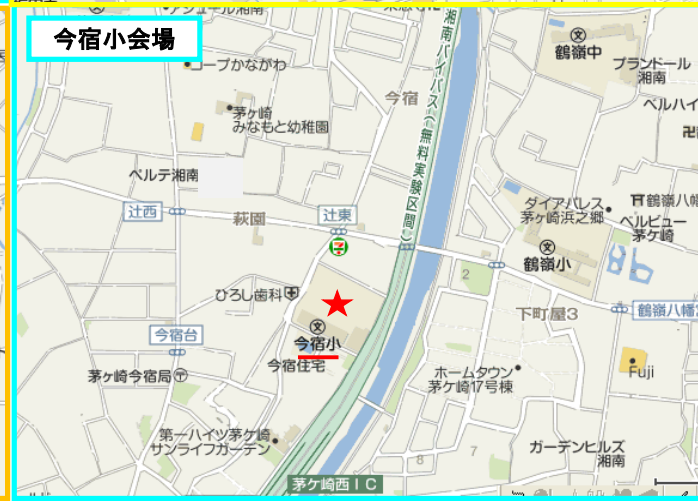 今宿小会場
コープかながわ
茅ヶ崎
みなもと幼稚園
今宿
湘南バイパス(無料実験区間)
鶴嶺中
ブランドール
湘南
ベルハイ
ベルテ湘南
辻西
萩園
辻東
ダイアパレス
茅ヶ崎浜之郷
鶴嶺八幡
ベルビュー
茅ケ崎
鶴嶺小
2
ひろし歯科
今宿小
今宿住宅
今宿台
茅ヶ崎今宿局
下町屋3
鶴嶺八幡
Fuji
ホームタウン
茅ケ崎17号棟
第一ハイツ茅ケ崎
サンライフガーデン
8
7
ガーデンヒルズ
湘南
茅ケ崎西IC